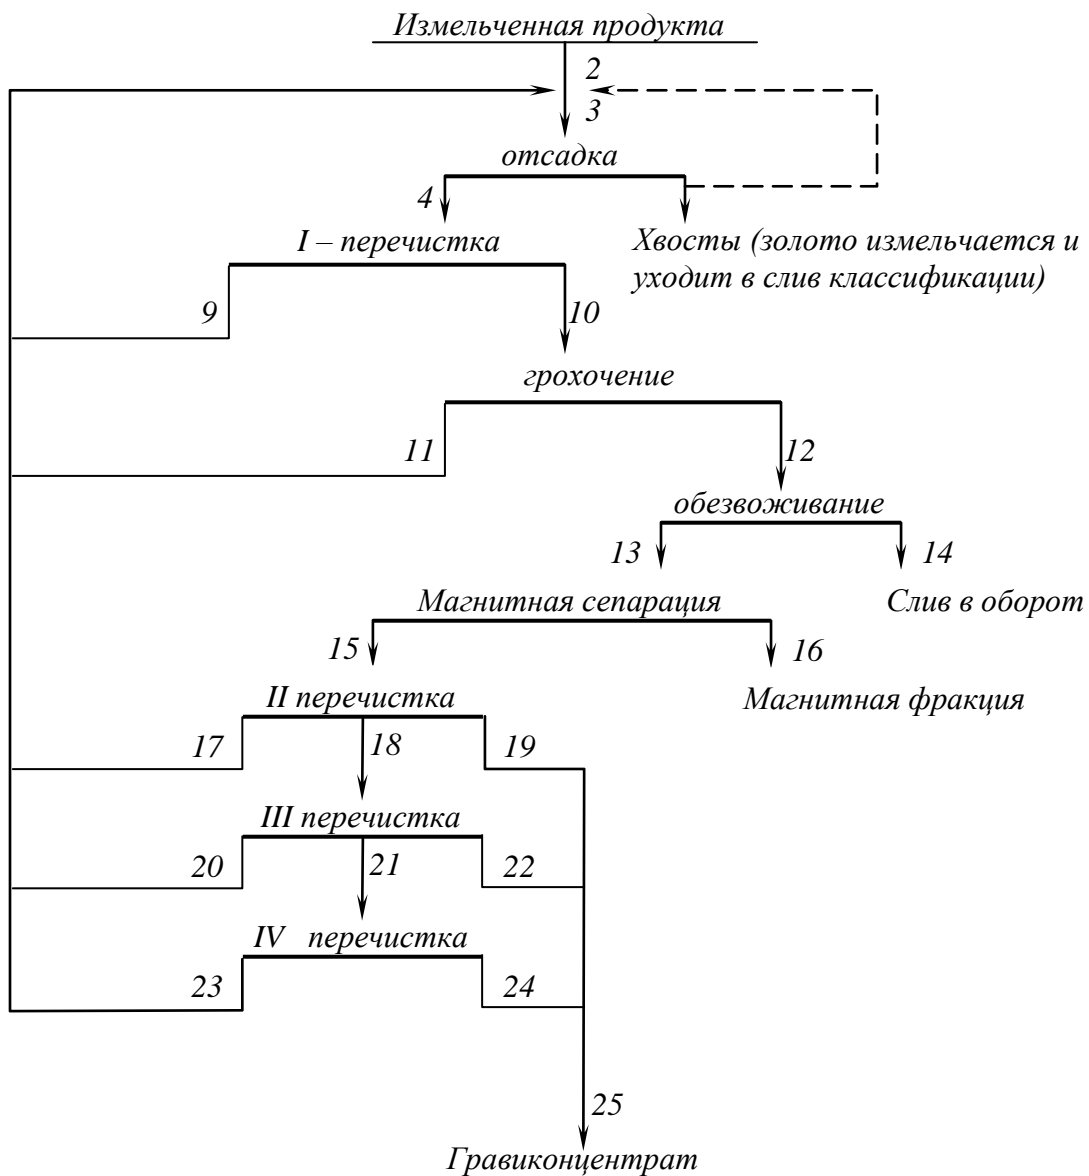 Измельченная продукта
2
3
отсадка
4
I – перечистка
Хвосты (золото измельчается и
уходит в слив классификации)
9
10
грохочение
11
12
обезвоживание
13
14
Магнитная сепарация
Слив в оборот
15
16
II перечистка
Магнитная фракция
17
18
19
III перечистка
20
21
22
IV перечистка
23
24
25
Гравиконцентрат